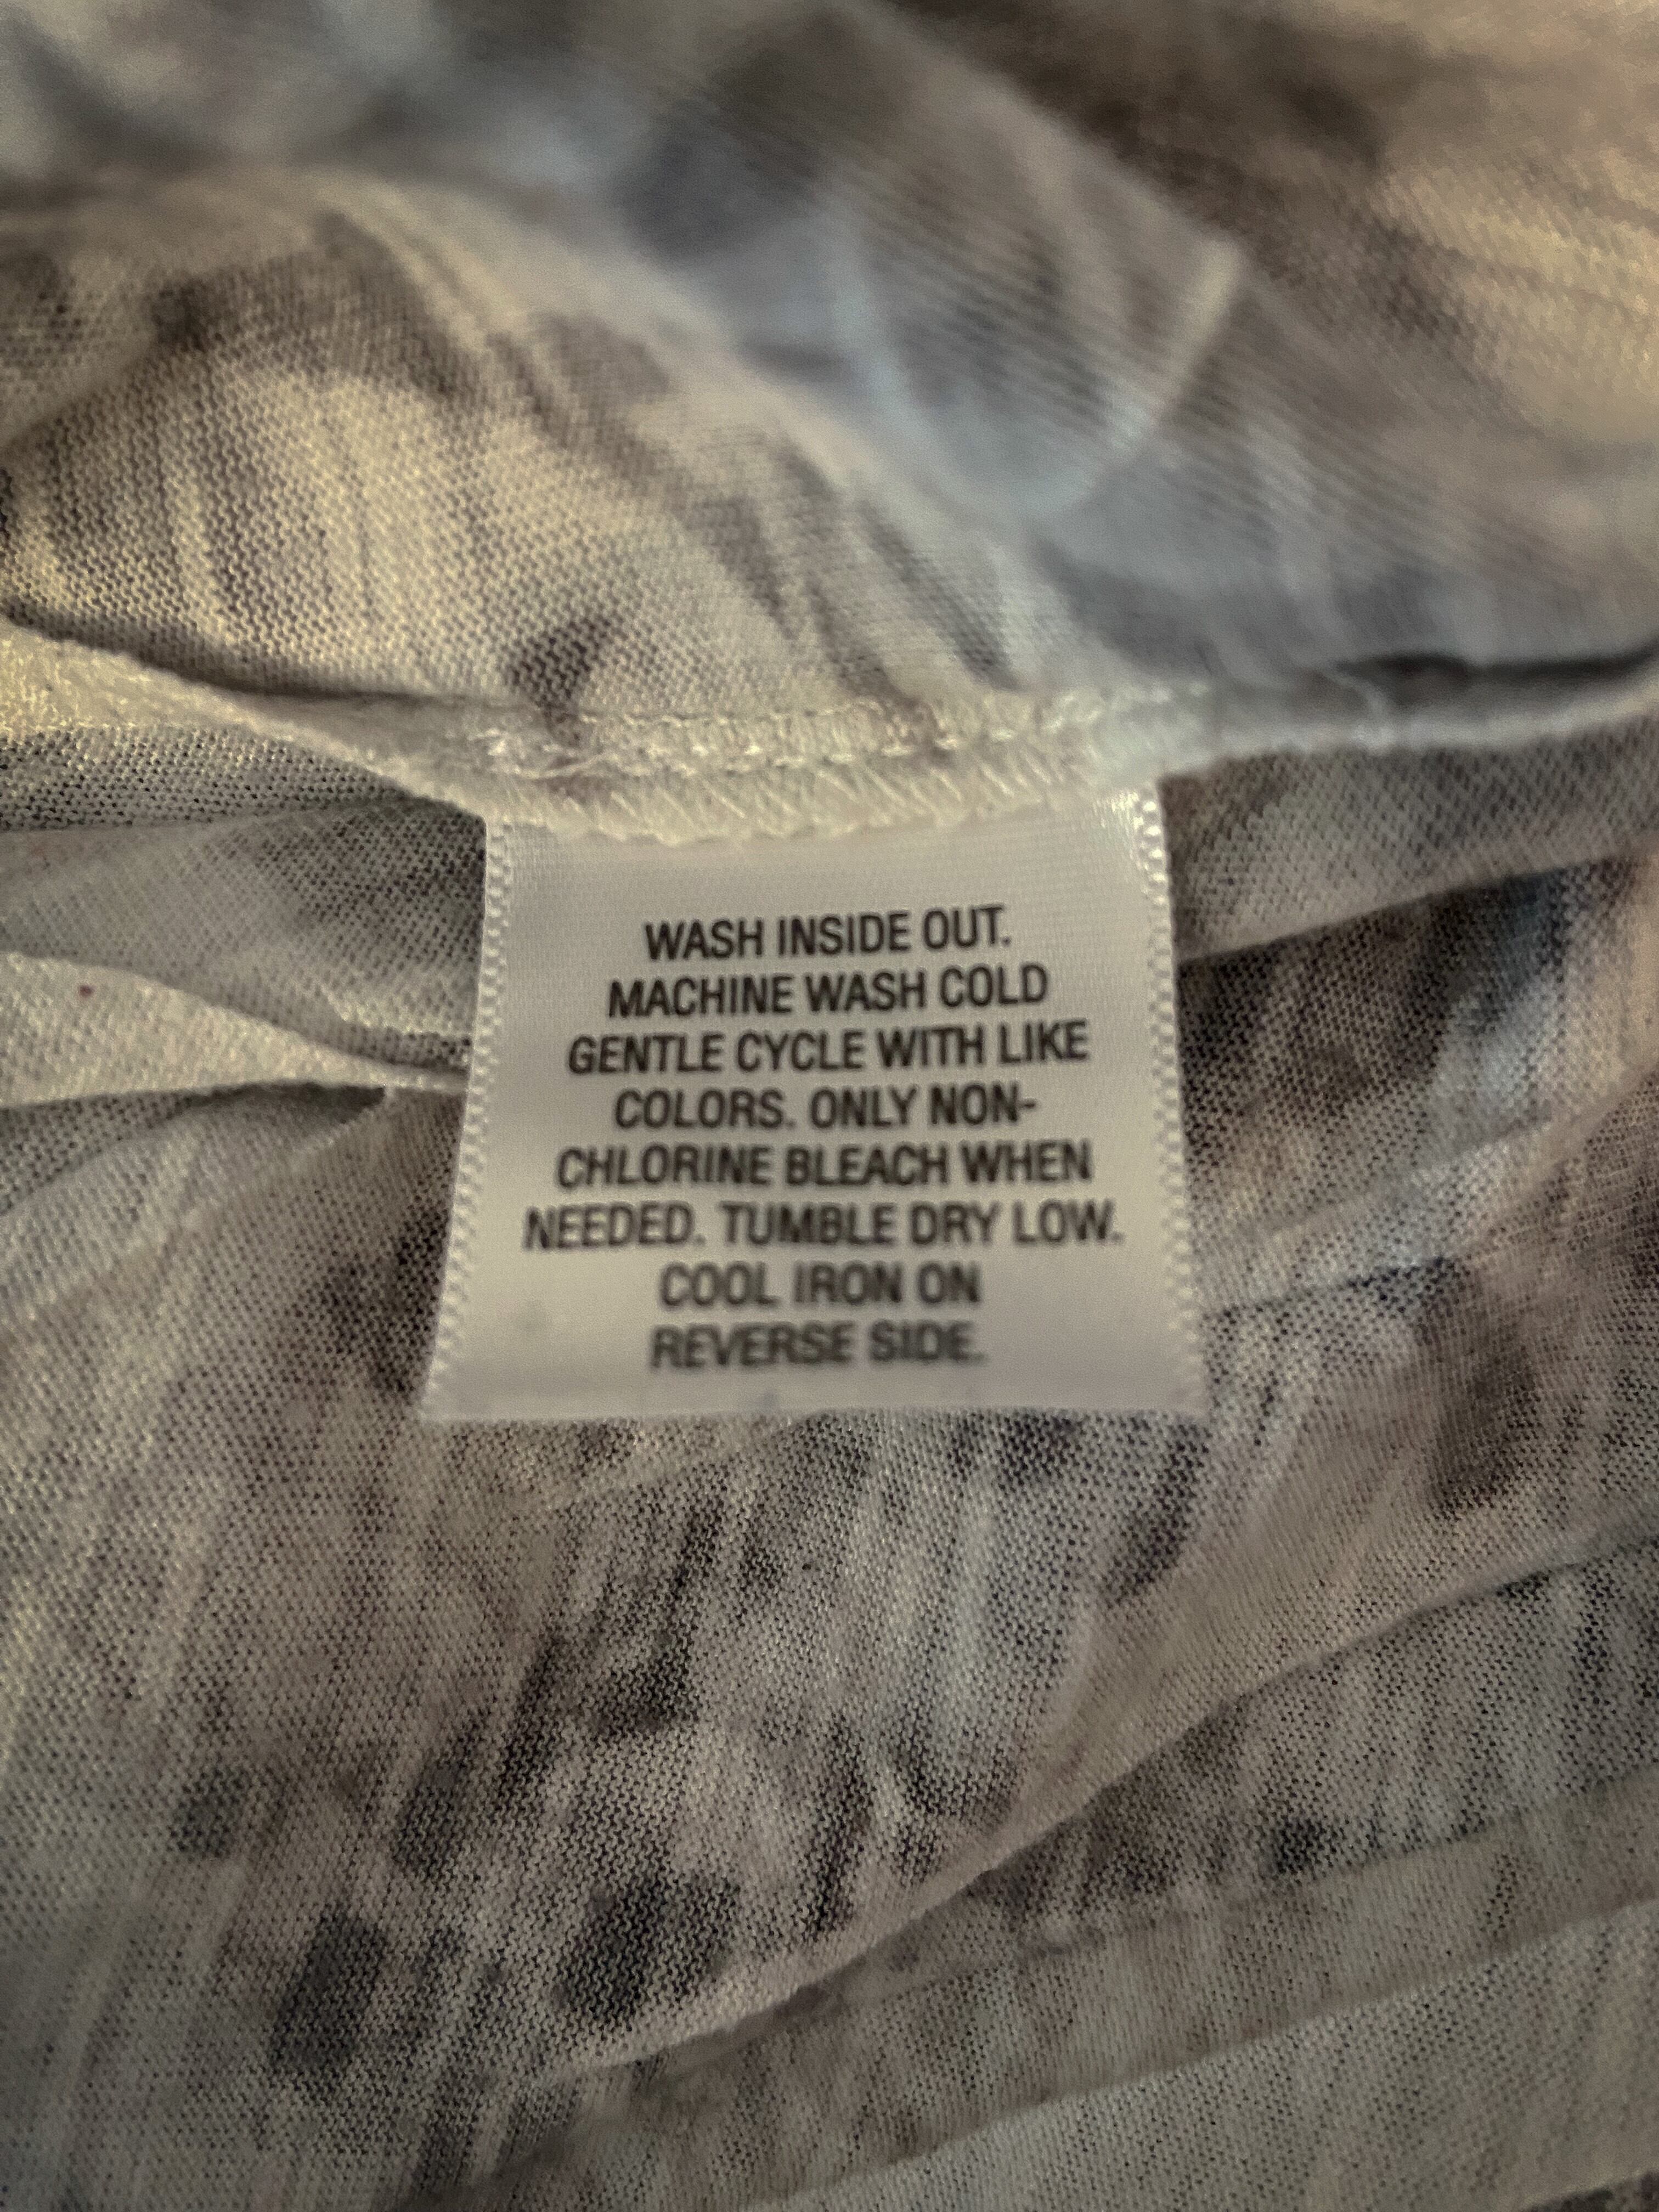 WASH INSIDE OUT.
MACHINE WASH COLD
GENTLE CYCLE WITH LIKE
COLORS. ONLY NON-
CHLORINE BLEACH WHEN
NEEDED. TUMBLE DRY LOW.
COOL IRON ON
REVERSE SIDE.